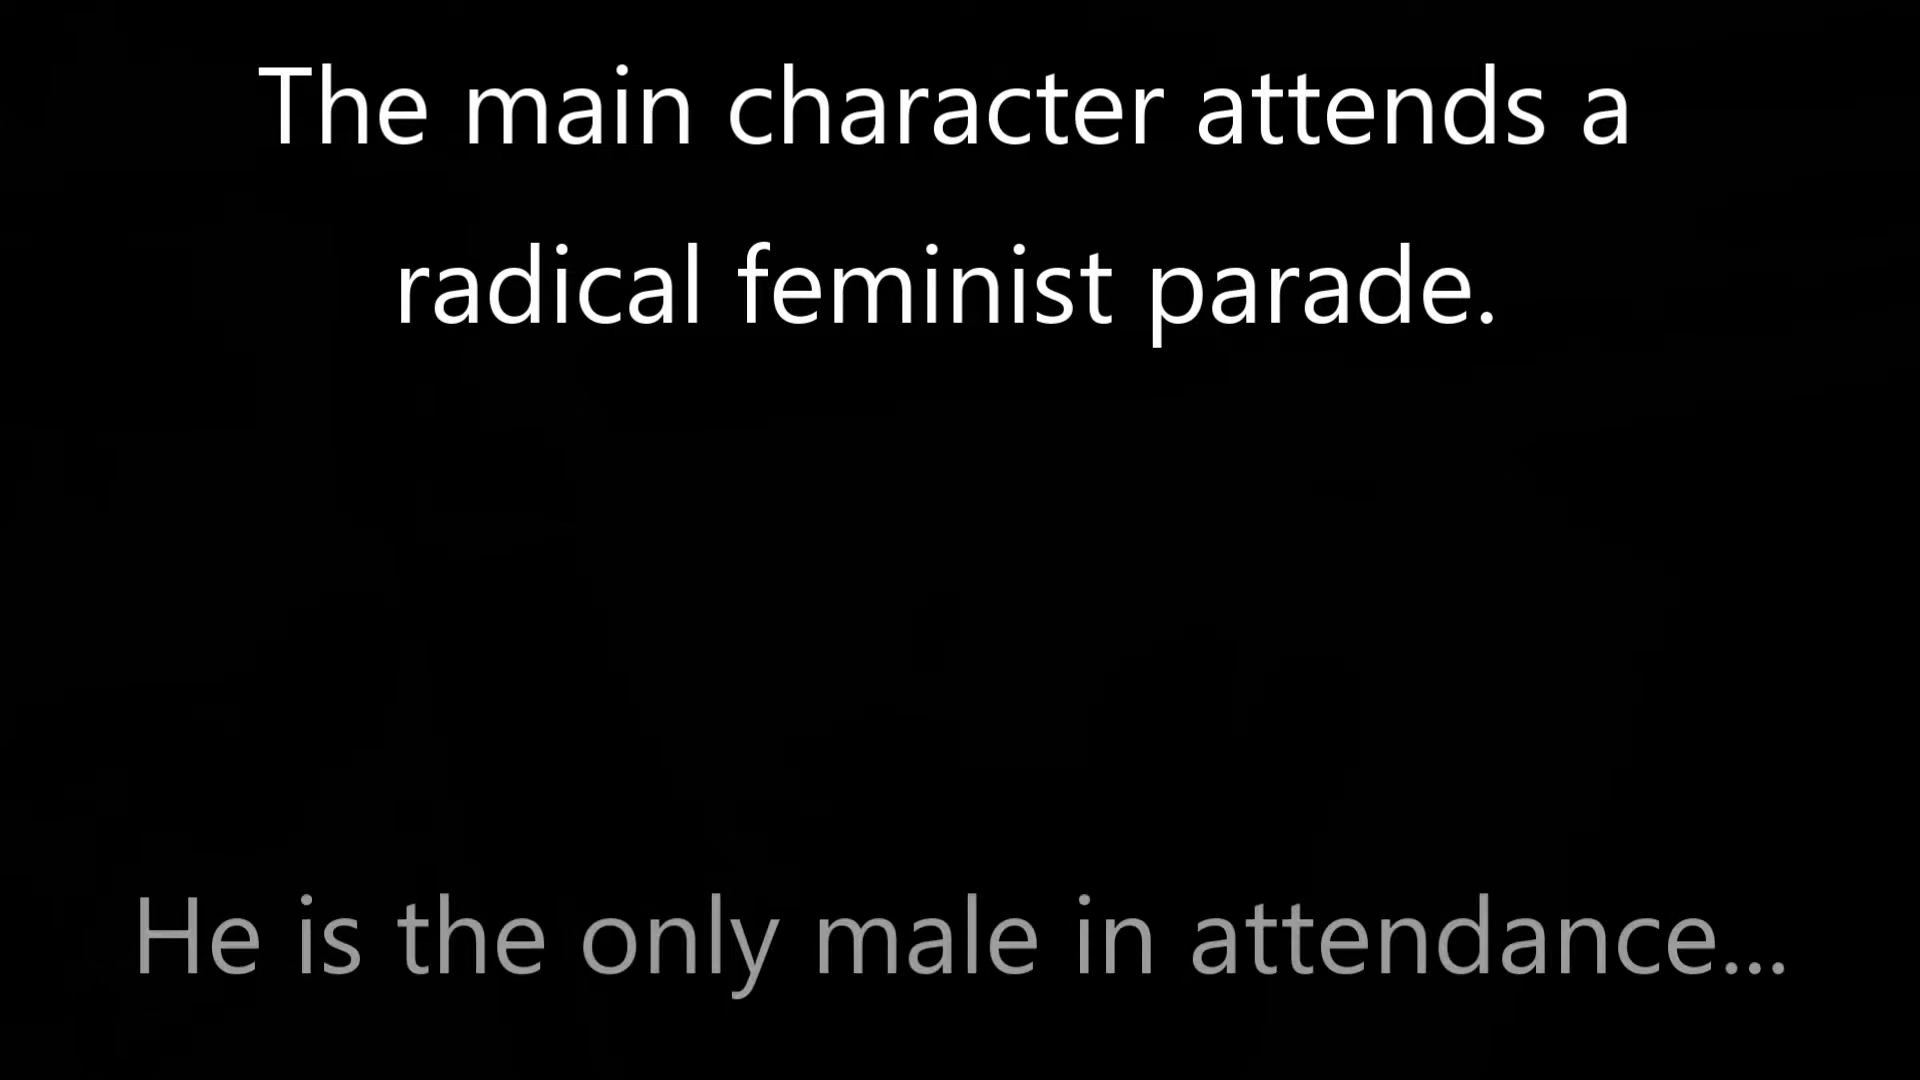 The main character attends a
radical feminist parade.
He is the only male in attendance...